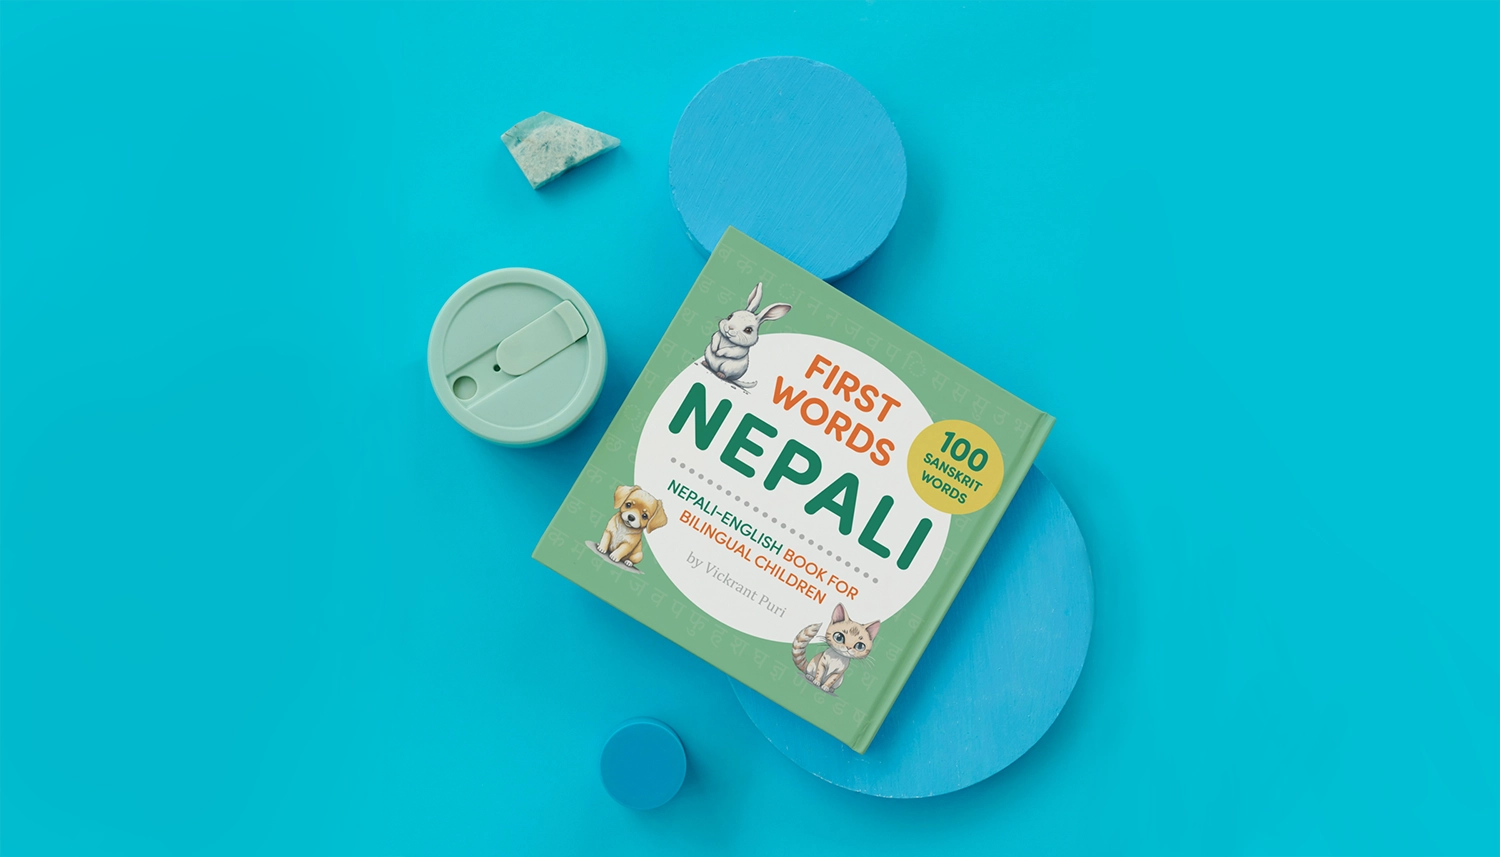 FIRST
WORDS
NEPALI
100
SANSKRIT
WORDS
NEPALI-ENGLISH BOOK FOR
BILINGUAL CHILDREN
by Vickrant Puri